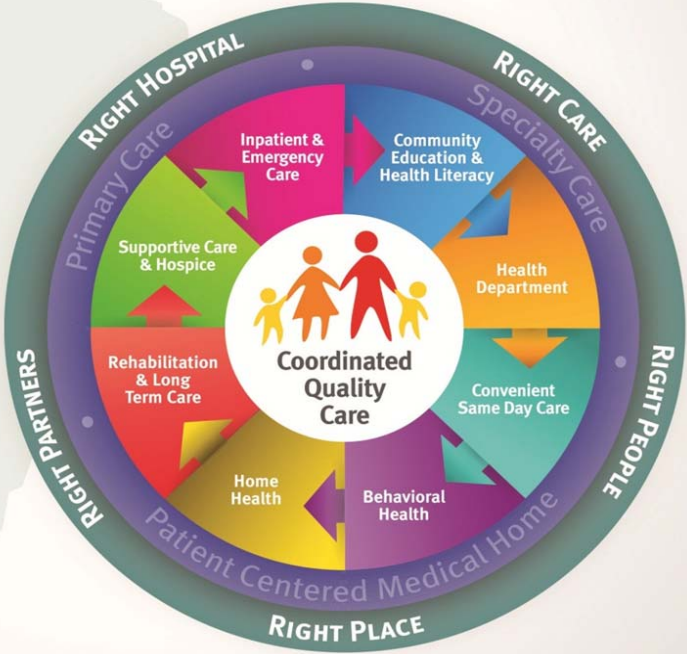 RIGHT HOSPITAL
RIGHT CARE
RIGHT PEOPLE
RIGHT PLACE
RIGHT PARTNERS
Primary Care
Specialty Care
Patient Centered Medical Home
Inpatient &
Emergency
Care
Community
Education &
Health Literacy
Health
Department
Convenient
Same Day Care
Behavioral
Health
Home
Health
Rehabilitation
& Long
Term Care
Supportive Care
& Hospice
Coordinated
Quality
Care